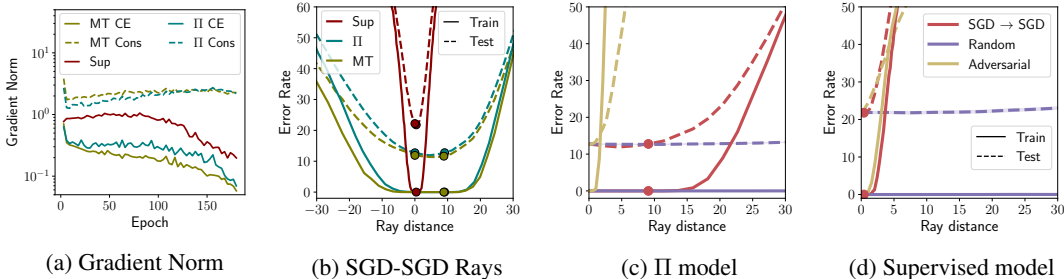 MT CE
MT Cons
Sup
Π CE
Π Cons
10¹
10⁰
10⁻¹
Gradient Norm
0
50
100
150
Epoch
(a) Gradient Norm
Sup
Π
MT
Train
Test
60
50
40
30
20
10
0
Error Rate
−30
−20
−10
0
10
20
30
Ray distance
(b) SGD-SGD Rays
50
40
30
20
10
0
Error Rate
0
5
10
15
20
25
30
Ray distance
(c) Π model
SGD → SGD
Random
Adversarial
Train
Test
50
40
30
20
10
0
Error Rate
0
5
10
15
20
25
30
Ray distance
(d) Supervised model